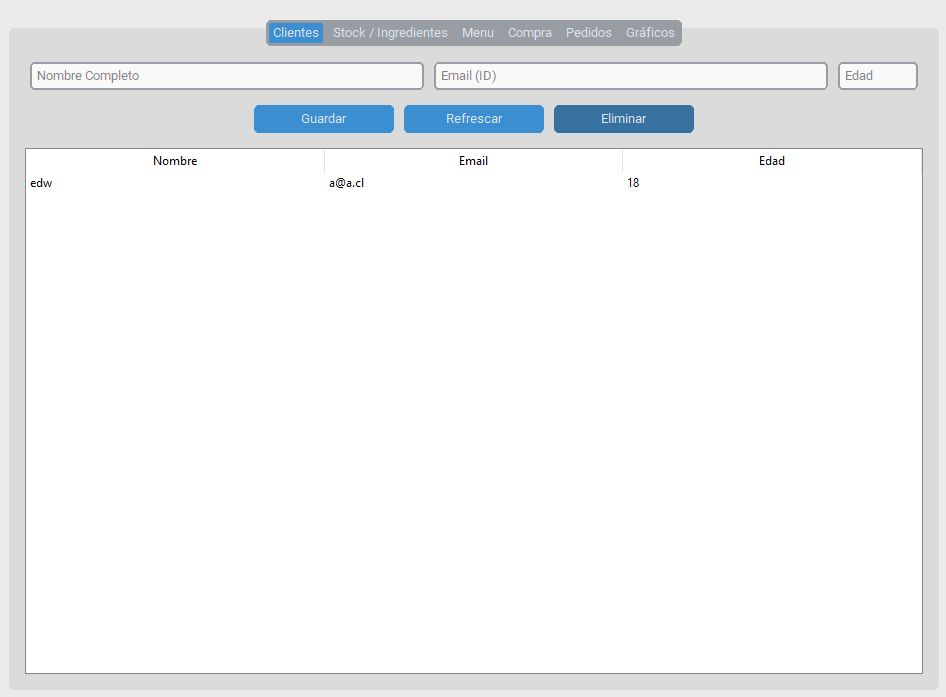 Clientes Stock / Ingredientes Menu Compra Pedidos Gráficos
Nombre Completo Email (ID) Edad
Guardar Refrescar Eliminar
Nombre Email Edad
edw a@a.cl 18